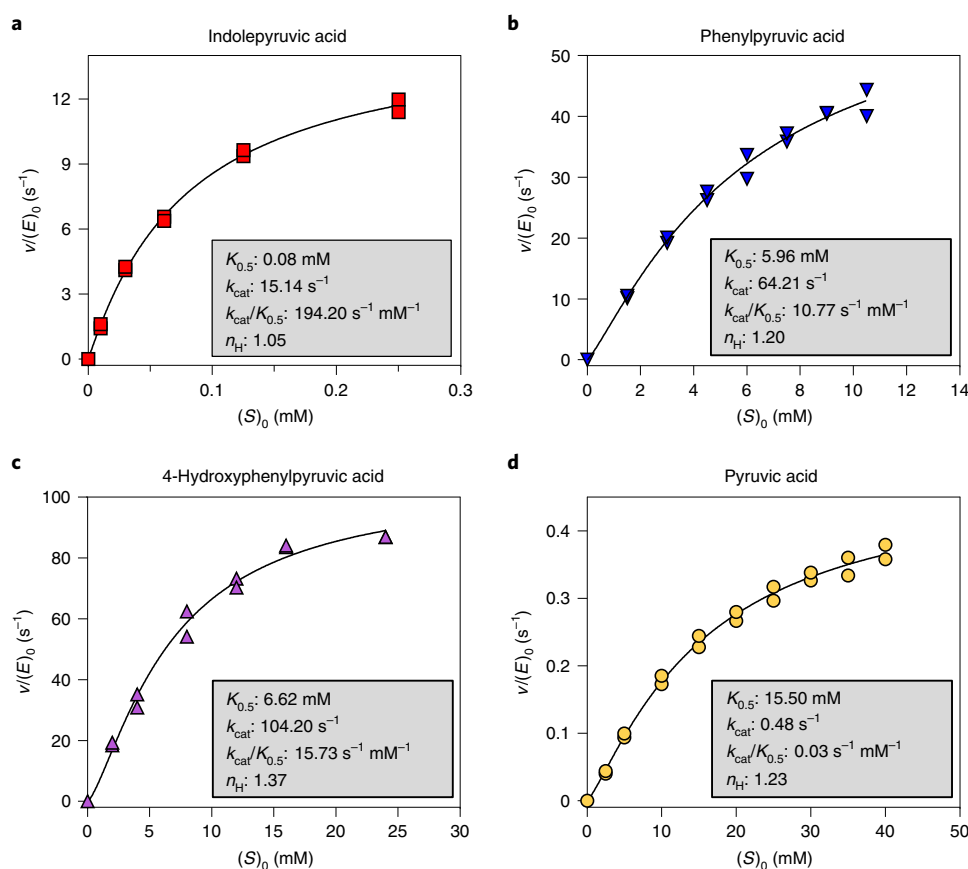 a
Indolepyruvic acid
12
9
6
3
0
v/(E)₀ (s⁻¹)
K₀.₅: 0.08 mM
kcat: 15.14 s⁻¹
kcat/K₀.₅: 194.20 s⁻¹ mM⁻¹
nH: 1.05
0 0.1 0.2 0.3
(S)₀ (mM)
b
Phenylpyruvic acid
50
40
30
20
10
0
v/(E)₀ (s⁻¹)
K₀.₅: 5.96 mM
kcat: 64.21 s⁻¹
kcat/K₀.₅: 10.77 s⁻¹ mM⁻¹
nH: 1.20
0 2 4 6 8 10 12 14
(S)₀ (mM)
c
4-Hydroxyphenylpyruvic acid
100
80
60
40
20
0
v/(E)₀ (s⁻¹)
K₀.₅: 6.62 mM
kcat: 104.20 s⁻¹
kcat/K₀.₅: 15.73 s⁻¹ mM⁻¹
nH: 1.37
0 5 10 15 20 25 30
(S)₀ (mM)
d
Pyruvic acid
0.4
0.3
0.2
0.1
0
v/(E)₀ (s⁻¹)
K₀.₅: 15.50 mM
kcat: 0.48 s⁻¹
kcat/K₀.₅: 0.03 s⁻¹ mM⁻¹
nH: 1.23
0 10 20 30 40 50
(S)₀ (mM)